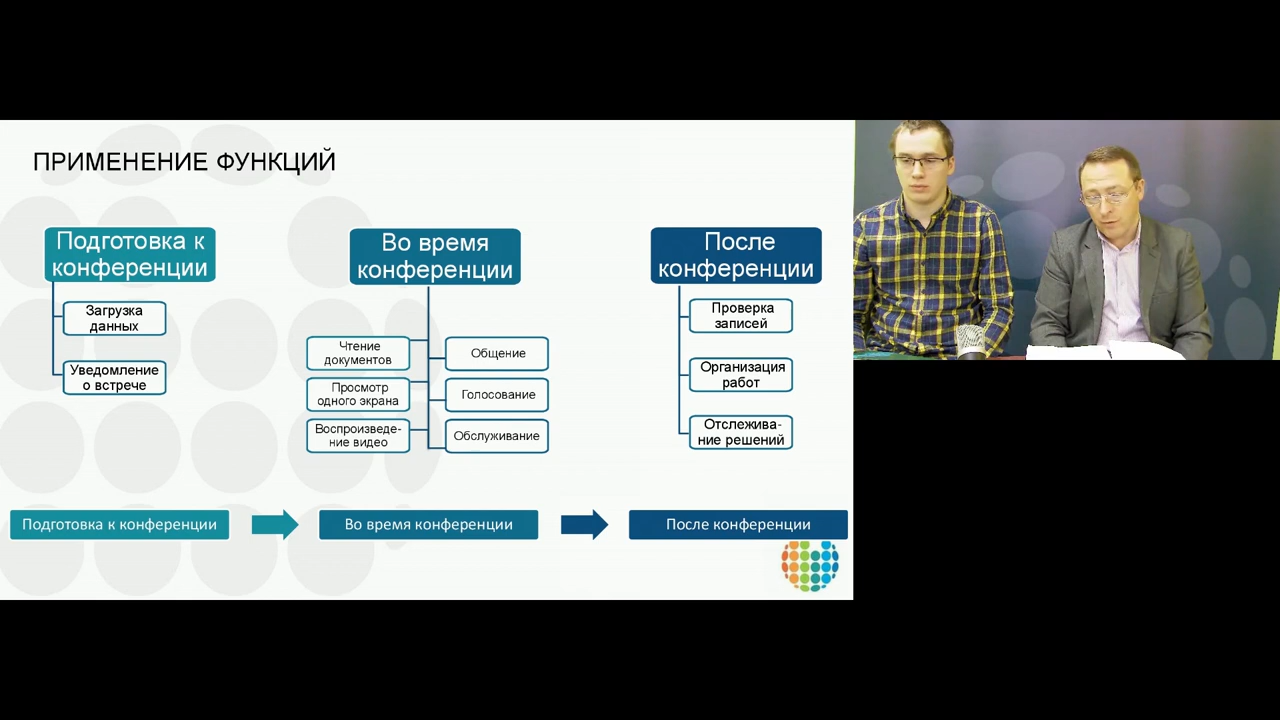 ПРИМЕНЕНИЕ ФУНКЦИЙ
Подготовка к
конференции
Загрузка
данных
Уведомление
о встрече
Во время
конференции
Чтение
документов
Просмотр
одного экрана
Воспроизведе-
ние видео
Общение
Голосование
Обслуживание
После
конференции
Проверка
записей
Организация
работ
Отслежива-
ние решений
Подготовка к конференции
Во время конференции
После конференции